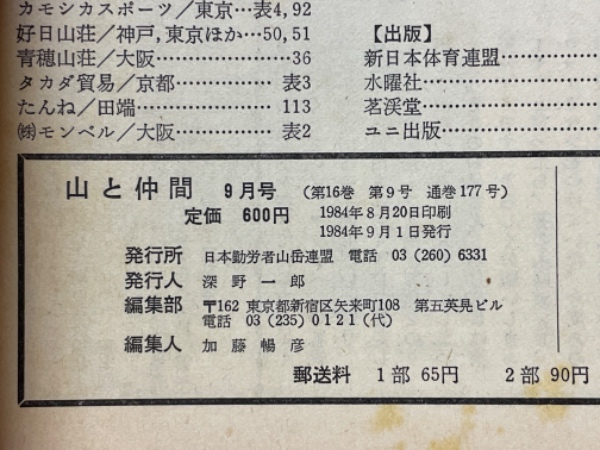 カモシカスポーツ／東京…表4,92
好日山荘／神戸,東京ほか…50,51
青穂山荘／大阪……………36
タカダ貿易／京都…………… 表3
たんね／田端……………… 113
㈱モンベル／大阪…………… 表2
【出版】
新日本体育連盟……………
水曜社………………………
茗渓堂………………………
ユニ出版……………………
山と仲間 9月号 （第16巻 第9号 通巻177号）
定価 600円 1984年8月20日印刷
1984年9月1日発行
発行所 日本勤労者山岳連盟 電話 03(260)6331
発行人 深野一郎
編集部 〒162 東京都新宿区矢来町108 第五英晃ビル
電話 03(235)0121(代)
編集人 加藤暢彦
郵送料 1部 65円 2部 90円